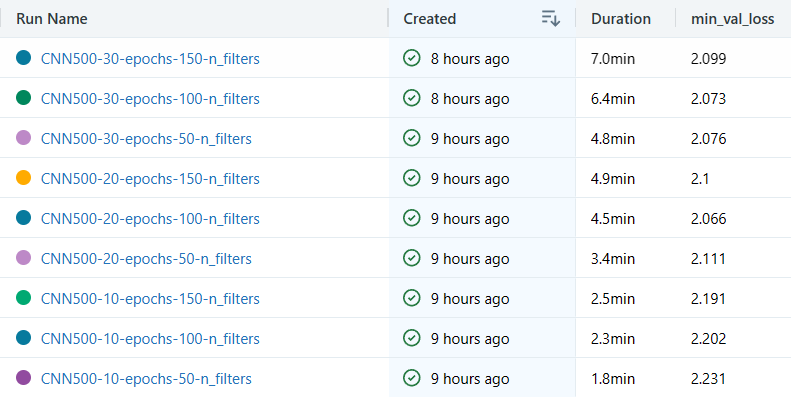 Run Name Created Duration min_val_loss
CNN500-30-epochs-150-n_filters 8 hours ago 7.0min 2.099
CNN500-30-epochs-100-n_filters 8 hours ago 6.4min 2.073
CNN500-30-epochs-50-n_filters 9 hours ago 4.8min 2.076
CNN500-20-epochs-150-n_filters 9 hours ago 4.9min 2.1
CNN500-20-epochs-100-n_filters 9 hours ago 4.5min 2.066
CNN500-20-epochs-50-n_filters 9 hours ago 3.4min 2.111
CNN500-10-epochs-150-n_filters 9 hours ago 2.5min 2.191
CNN500-10-epochs-100-n_filters 9 hours ago 2.3min 2.202
CNN500-10-epochs-50-n_filters 9 hours ago 1.8min 2.231